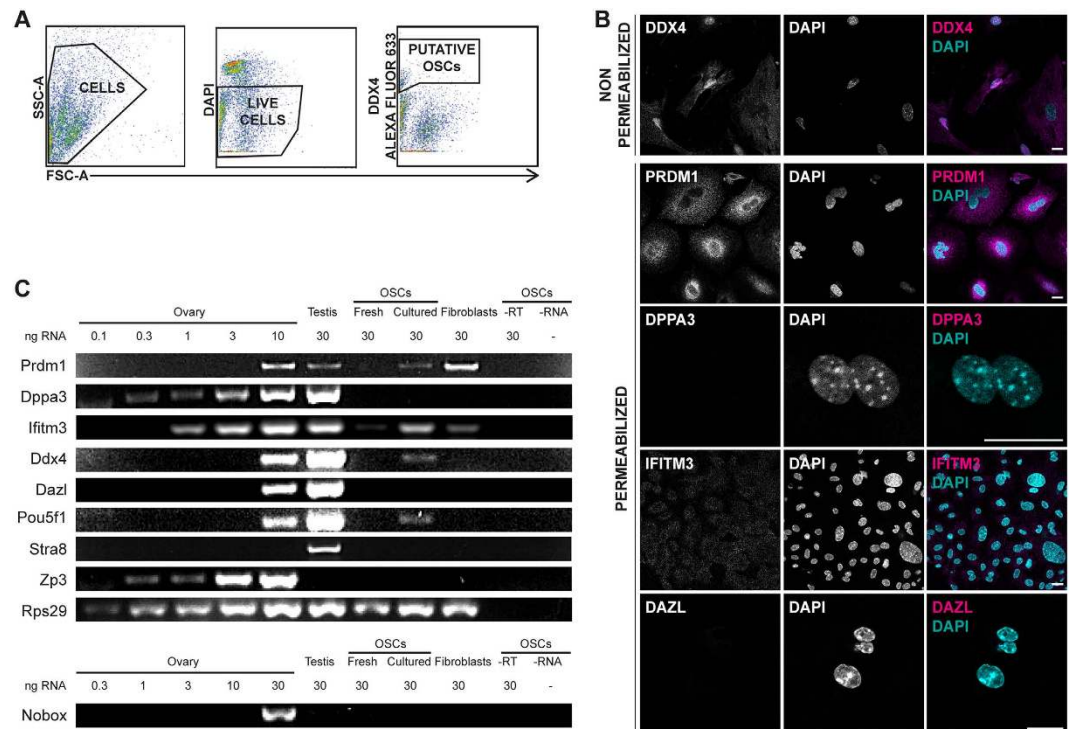 A
SSC-A
CELLS
FSC-A
DAPI
LIVE
CELLS
DDX4
ALEXA FLUOR 633
PUTATIVE
OSCs
B
NON
PERMEABILIZED
DDX4
DAPI
DDX4
DAPI
PERMEABILIZED
PRDM1
DAPI
PRDM1
DAPI
DPPA3
DAPI
DPPA3
DAPI
IFITM3
DAPI
IFITM3
DAPI
DAZL
DAPI
DAZL
DAPI
C
OSCs OSCs
Ovary Testis Fresh Cultured Fibroblasts -RT -RNA
ng RNA 0.1 0.3 1 3 10 30 30 30 30 30 -
Prdm1
Dppa3
Ifitm3
Ddx4
Dazl
Pou5f1
Stra8
Zp3
Rps29
OSCs OSCs
Ovary Testis Fresh Cultured Fibroblasts -RT -RNA
ng RNA 0.3 1 3 10 30 30 30 30 30 30 -
Nobox